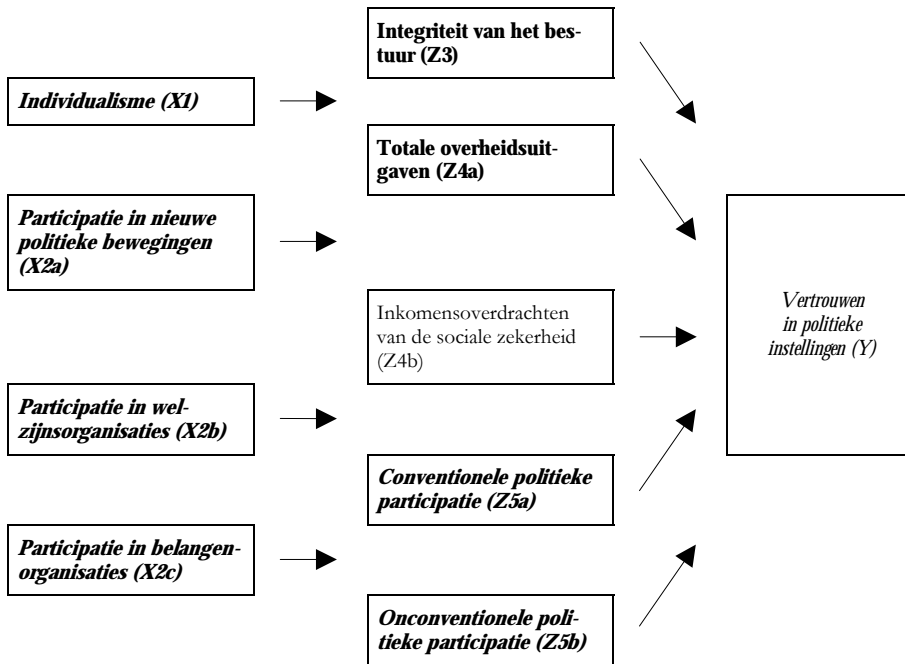 Individualisme (X1)
Participatie in nieuwe
politieke bewegingen
(X2a)
Participatie in wel-
zijnsorganisaties (X2b)
Participatie in belangen-
organisaties (X2c)
Integriteit van het bes-
tuur (Z3)
Totale overheidsuit-
gaven (Z4a)
Inkomensoverdrachten
van de sociale zekerheid
(Z4b)
Conventionele politieke
participatie (Z5a)
Onconventionele poli-
tieke participatie (Z5b)
Vertrouwen
in politieke
instellingen (Y)